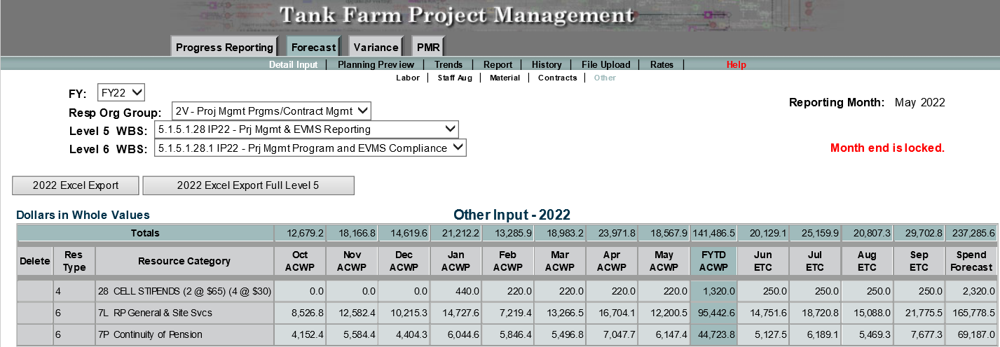 Tank Farm Project Management
Progress Reporting Forecast Variance PMR
Detail Input | Planning Preview | Trends | Report | History | File Upload | Rates | Help
Labor | Staff Aug | Material | Contracts | Other
FY: FY22
Resp Org Group: 2V - Proj Mgmt Prgms/Contract Mgmt
Reporting Month: May 2022
Level 5 WBS: 5.1.5.1.28 IP22 - Prj Mgmt & EVMS Reporting
Level 6 WBS: 5.1.5.1.28.1 IP22 - Prj Mgmt Program and EVMS Compliance
Month end is locked.
2022 Excel Export 2022 Excel Export Full Level 5
Dollars in Whole Values Other Input - 2022
Totals 12,679.2 18,166.8 14,619.6 21,212.2 13,285.9 18,983.2 23,971.8 18,567.9 141,486.5 20,129.1 25,159.9 20,807.3 29,702.8 237,285.6
Delete Res Type Resource Category Oct ACWP Nov ACWP Dec ACWP Jan ACWP Feb ACWP Mar ACWP Apr ACWP May ACWP FYTD ACWP Jun ETC Jul ETC Aug ETC Sep ETC Spend Forecast
4 28 CELL STIPENDS (2 @ $65) (4 @ $30) 0.0 0.0 0.0 440.0 220.0 220.0 220.0 220.0 1,320.0 250.0 250.0 250.0 250.0 2,320.0
6 7L RP General & Site Svcs 8,526.8 12,582.4 10,215.3 14,727.6 7,219.4 13,266.5 16,704.1 12,200.5 95,442.6 14,751.6 18,720.8 15,088.0 21,775.5 165,778.5
6 7P Continuity of Pension 4,152.4 5,584.4 4,404.3 6,044.6 5,846.4 5,496.8 7,047.7 6,147.4 44,723.8 5,127.5 6,189.1 5,469.3 7,677.3 69,187.0